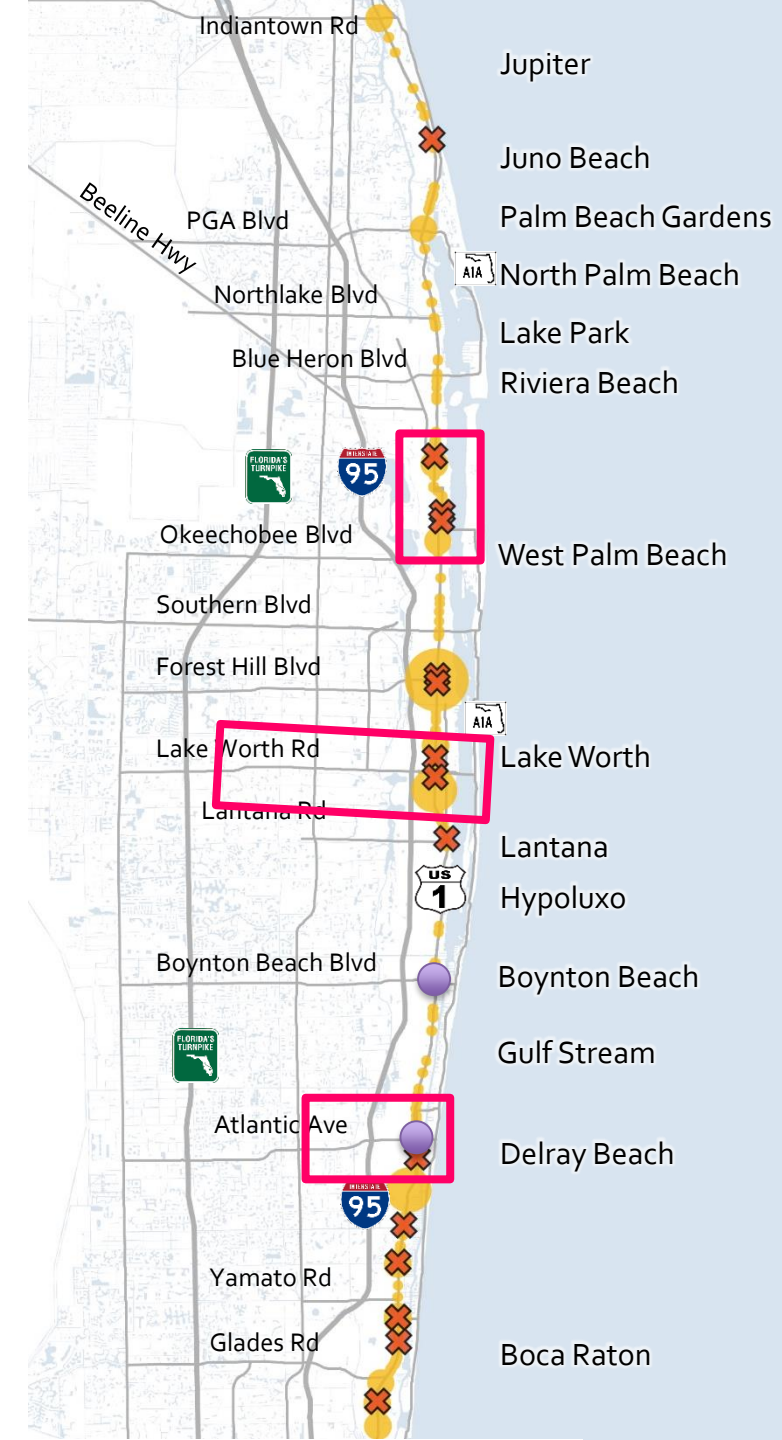 Indiantown Rd
Jupiter
Juno Beach
Beeline Hwy
PGA Blvd
Palm Beach Gardens
A1A
North Palm Beach
Northlake Blvd
Lake Park
Blue Heron Blvd
Riviera Beach
FLORIDA'S
TURNPIKE
INTERSTATE
95
Okeechobee Blvd
West Palm Beach
Southern Blvd
Forest Hill Blvd
A1A
Lake Worth Rd
Lake Worth
Lantana Rd
Lantana
US
1
Hypoluxo
Boynton Beach Blvd
Boynton Beach
FLORIDA'S
TURNPIKE
Gulf Stream
Atlantic Ave
Delray Beach
INTERSTATE
95
Yamato Rd
Glades Rd
Boca Raton